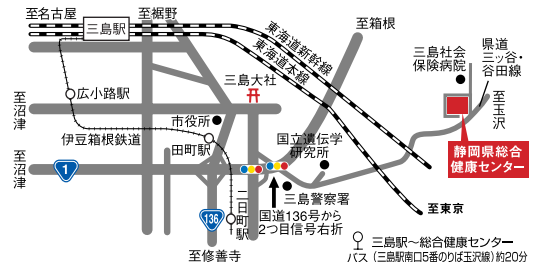 至名古屋
至裾野
至箱根
三島駅
東海道新幹線
東海道本線
三島社会
保険病院
県道
三ッ谷・
谷田線
三島大社
広小路駅
至沼津
至玉沢
市役所
伊豆箱根鉄道
田町駅
国立遺伝学
研究所
静岡県総合
健康センター
至沼津
1
二日町駅
三島警察署
136
国道136号から
2つ目信号右折
至東京
至修善寺
バス
三島駅〜総合健康センター
(三島駅南口5番のりば玉沢線)約20分